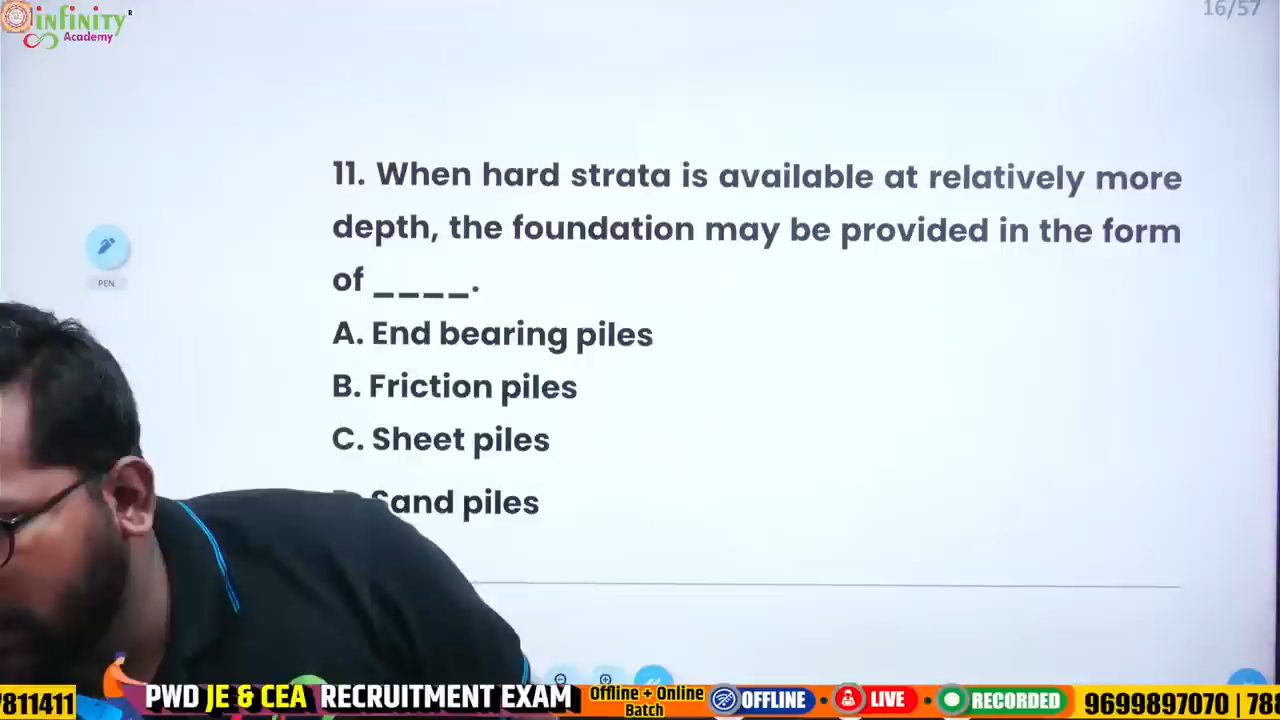 infinity
Academy
16/57
11. When hard strata is available at relatively more
depth, the foundation may be provided in the form
of ____.
PEN
A. End bearing piles
B. Friction piles
C. Sheet piles
Sand piles
7811411
PWD JE & CEA RECRUITMENT EXAM
Offline + Online
Batch
OFFLINE
LIVE
RECORDED
9699897070 | 78